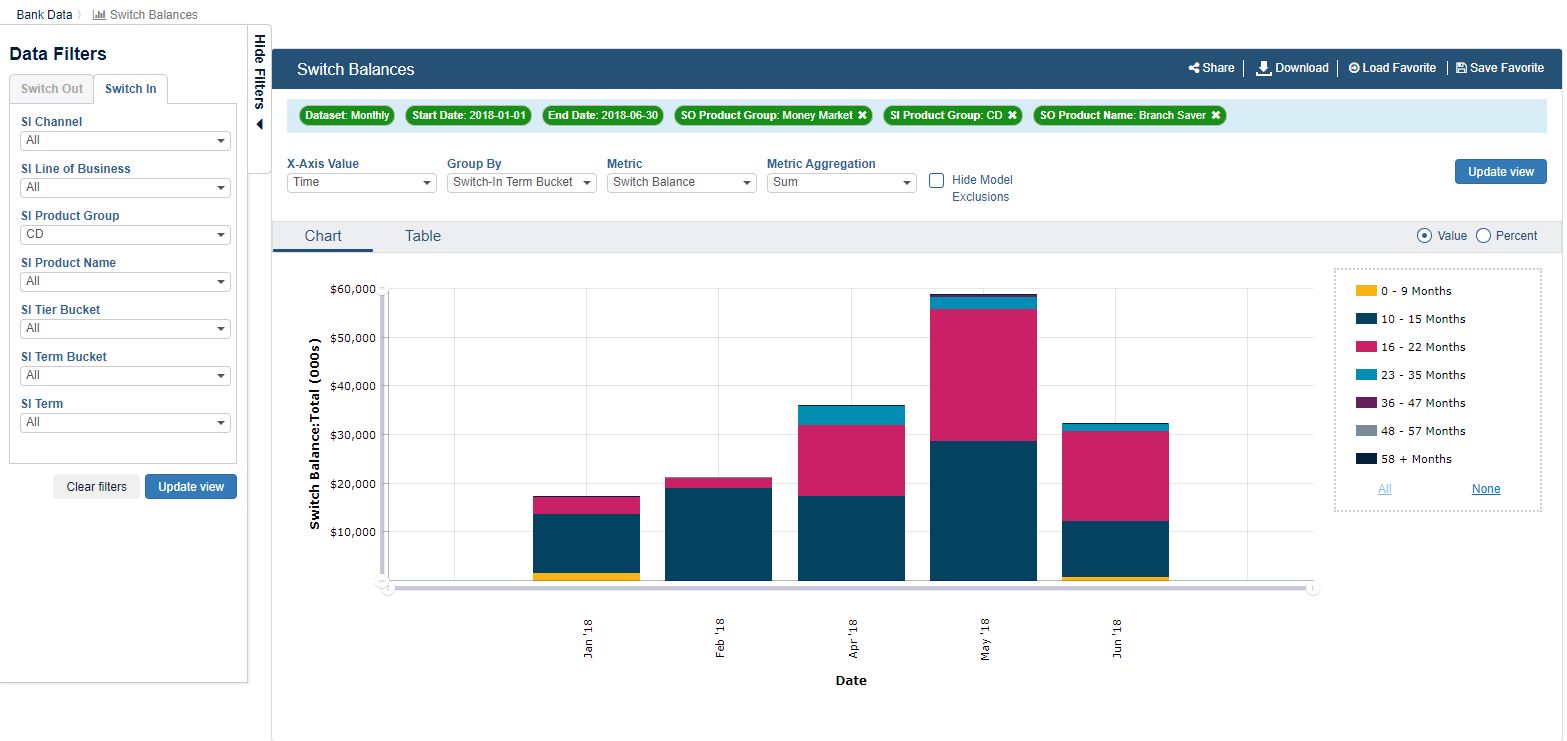 Bank Data
Switch Balances
Data Filters
Switch Out
Switch In
SI Channel
All
SI Line of Business
All
SI Product Group
CD
SI Product Name
All
SI Tier Bucket
All
SI Term Bucket
All
SI Term
All
Clear filters
Update view
Hide Filters
Switch Balances
Share
Download
Load Favorite
Save Favorite
Dataset: Monthly
Start Date: 2018-01-01
End Date: 2018-06-30
SO Product Group: Money Market
SI Product Group: CD
SO Product Name: Branch Saver
X-Axis Value
Time
Group By
Switch-In Term Bucket
Metric
Switch Balance
Metric Aggregation
Sum
Hide Model
Exclusions
Update view
Chart
Table
Value
Percent
Switch Balance:Total (000s)
$60,000
$50,000
$40,000
$30,000
$20,000
$10,000
Jan '18
Feb '18
Apr '18
May '18
Jun '18
Date
0 - 9 Months
10 - 15 Months
16 - 22 Months
23 - 35 Months
36 - 47 Months
48 - 57 Months
58 + Months
All
None